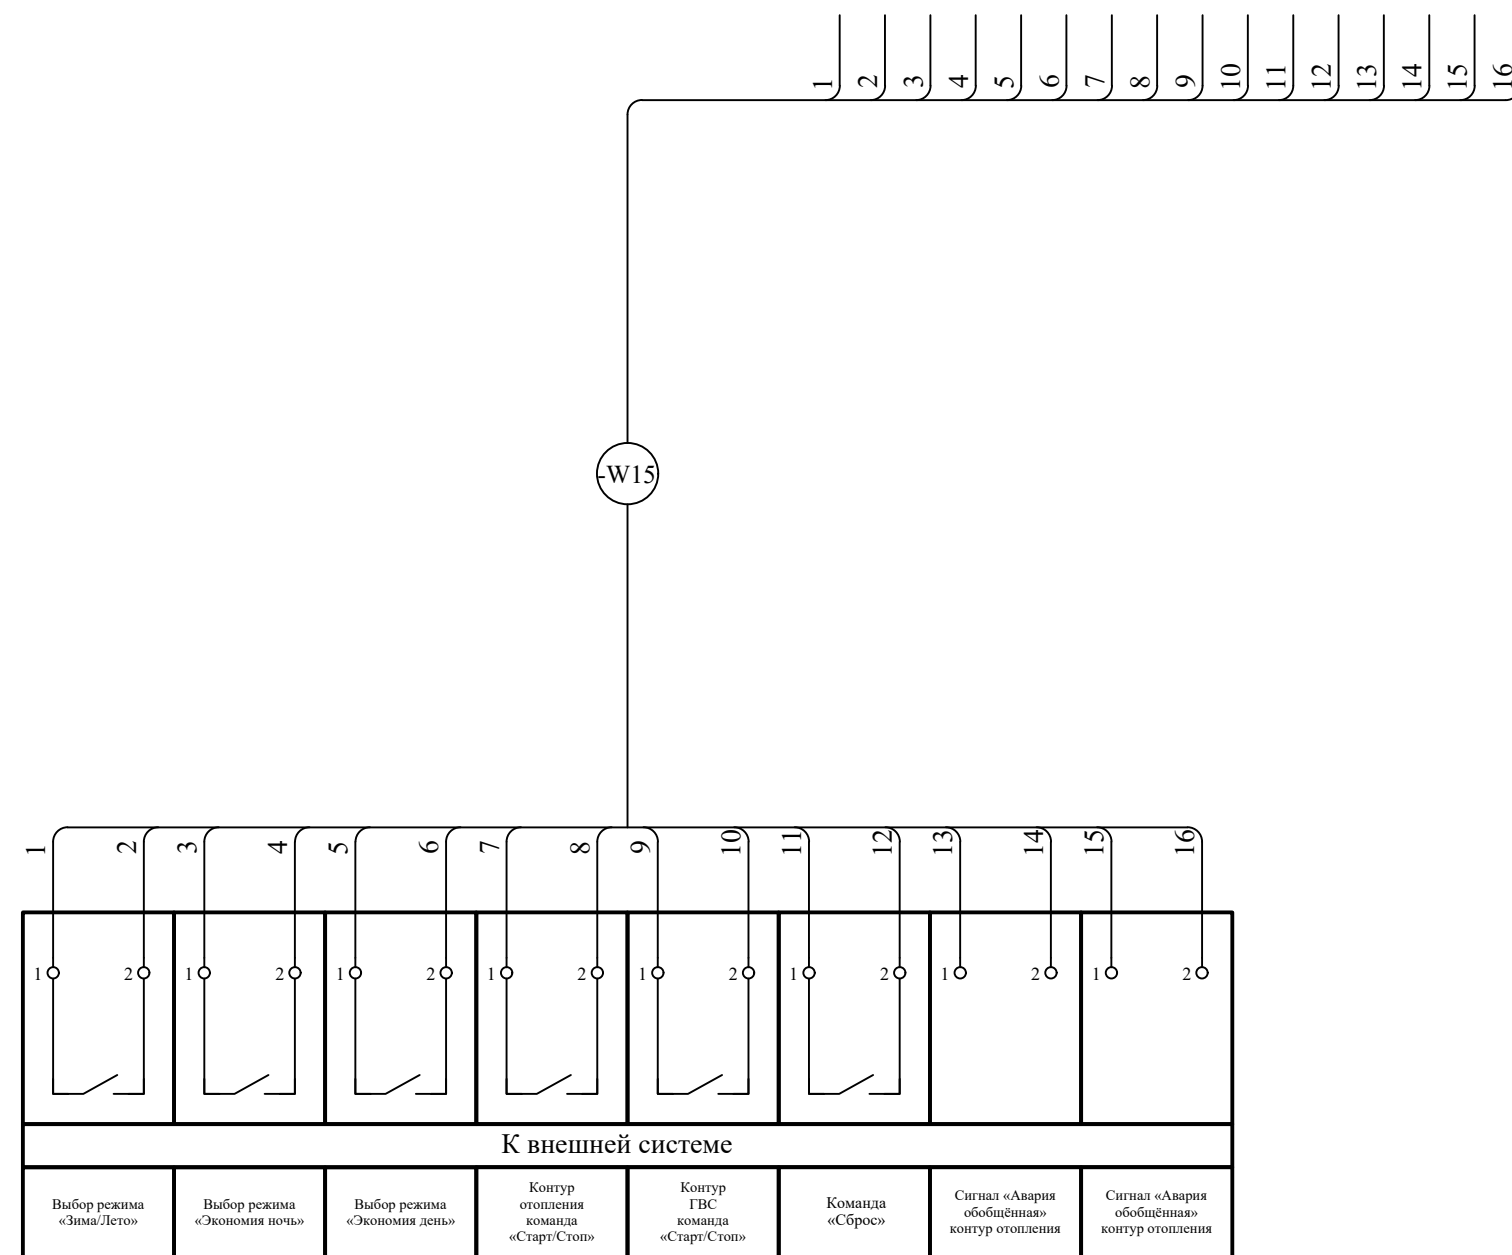 1 2 3 4 5 6 7 8 9 10 11 12 13 14 15 16
-W15
1 2 3 4 5 6 7 8 9 10 11 12 13 14 15 16
1 2 1 2 1 2 1 2 1 2 1 2 1 2 1 2
К внешней системе
Выбор режима
«Зима/Лето»
Выбор режима
«Экономия ночь»
Выбор режима
«Экономия день»
Контур
отопления
команда
«Старт/Стоп»
Контур
ГВС
команда
«Старт/Стоп»
Команда
«Сброс»
Сигнал «Авария
обобщённая»
контур отопления
Сигнал «Авария
обобщённая»
контур отопления